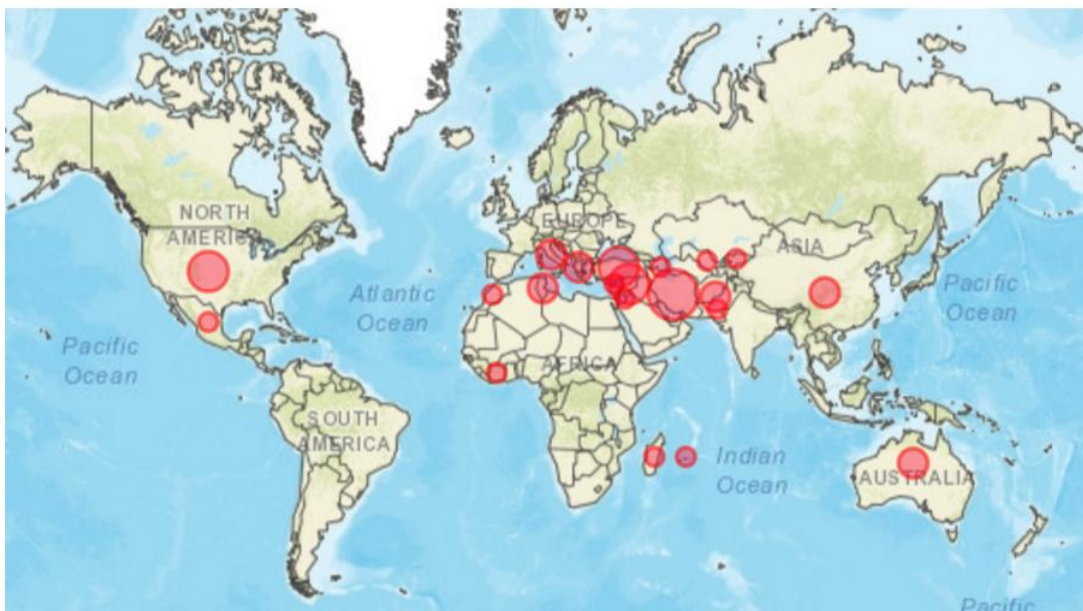 NORTH
AMERICA
EUROPE
ASIA
Atlantic
Ocean
Pacific
Ocean
Pacific
Ocean
AFRICA
SOUTH
AMERICA
Indian
Ocean
AUSTRALIA
Pacific